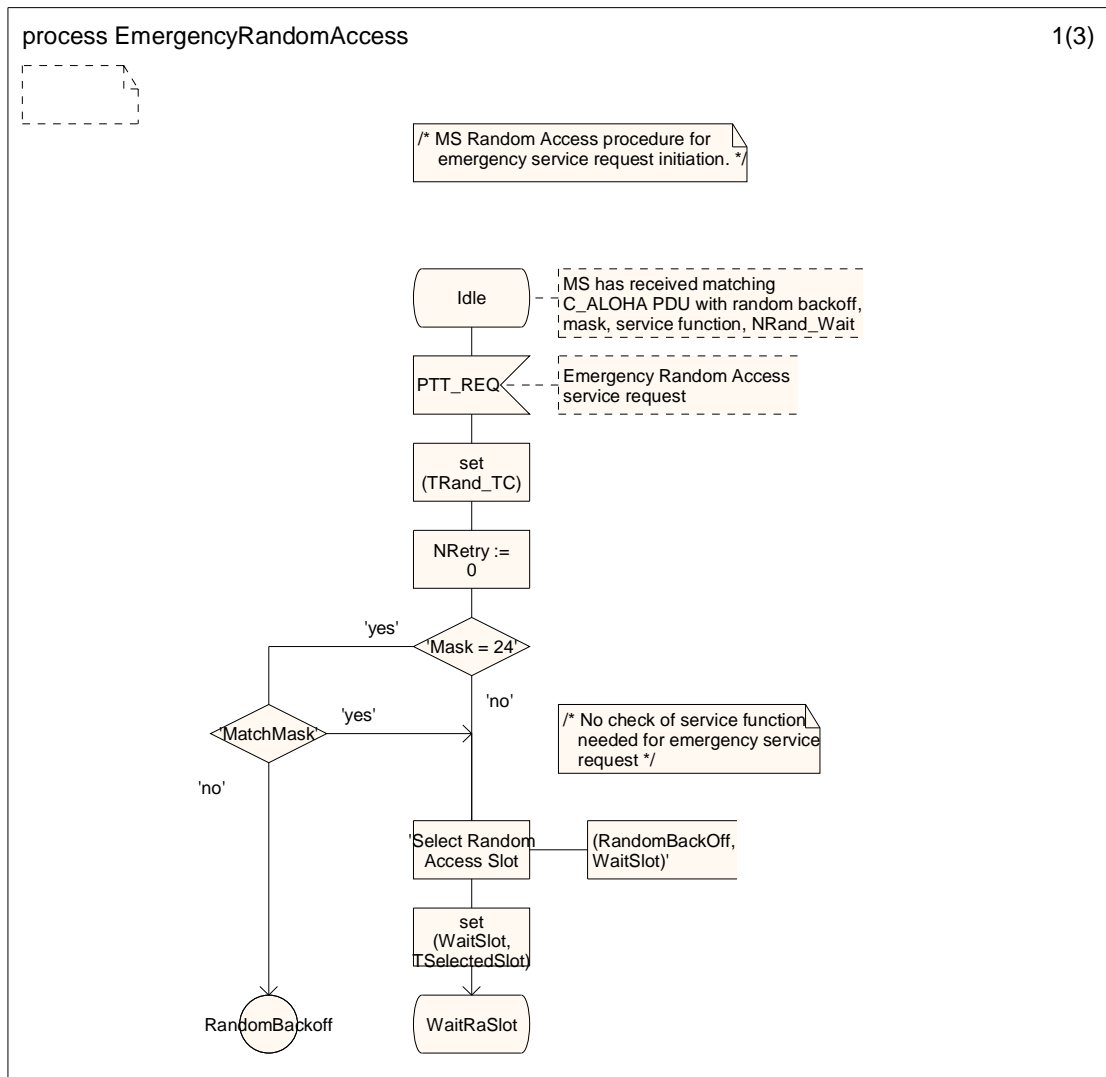 process EmergencyRandomAccess
1(3)
/* MS Random Access procedure for
emergency service request initiation. */
Idle
MS has received matching
C_ALOHA PDU with random backoff,
mask, service function, NRand_Wait
PTT_REQ
Emergency Random Access
service request
set
(TRand_TC)
NRetry :=
0
'yes'
'Mask = 24'
'no'
'MatchMask'
'yes'
/* No check of service function
needed for emergency service
request */
'no'
'Select Random
Access Slot
(RandomBackOff,
WaitSlot)'
set
(WaitSlot,
TSelectedSlot)
RandomBackoff
WaitRaSlot